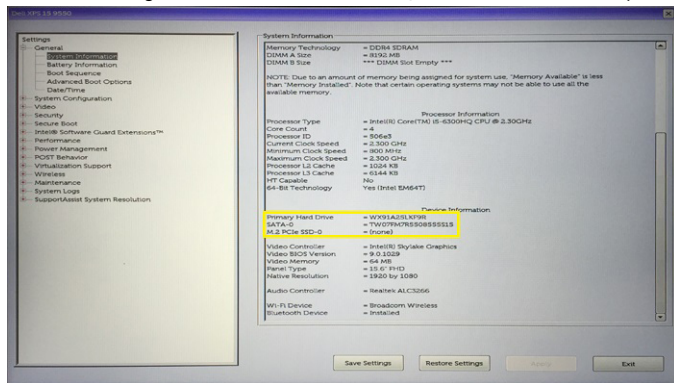 Dell XPS 15 9550
Settings
General
System Information
Battery Information
Boot Sequence
Advanced Boot Options
Date/Time
System Configuration
Video
Security
Secure Boot
Intel® Software Guard Extensions™
Performance
Power Management
POST Behavior
Virtualization Support
Wireless
Maintenance
System Logs
SupportAssist System Resolution
System Information
Memory Technology = DDR4 SDRAM
DIMM A Size = 8192 MB
DIMM B Size *** DIMM Slot Empty ***
NOTE: Due to an amount of memory being assigned for system use, "Memory Available" is less
than "Memory Installed". Note that certain operating systems may not be able to use all the
available memory.
Processor Information
Processor Type = Intel(R) Core(TM) i5-6300HQ CPU @ 2.30GHz
Core Count = 4
Processor ID = 506e3
Current Clock Speed = 2.300 GHz
Minimum Clock Speed = 800 MHz
Maximum Clock Speed = 2.300 GHz
Processor L2 Cache = 1024 KB
Processor L3 Cache = 6144 KB
HT Capable No
64-Bit Technology Yes (Intel EM64T)
Device Information
Primary Hard Drive
SATA-0
M.2 PCIe SSD-0 = (none)
Video Controller = Intel(R) Skylake Graphics
Video BIOS Version = 9.0.1029
Video Memory = 64 MB
Panel Type = 15.6" FHD
Native Resolution = 1920 by 1080
Audio Controller = Realtek ALC3266
Wi-Fi Device = Broadcom Wireless
Bluetooth Device = Installed
Save Settings
Restore Settings
Apply
Exit